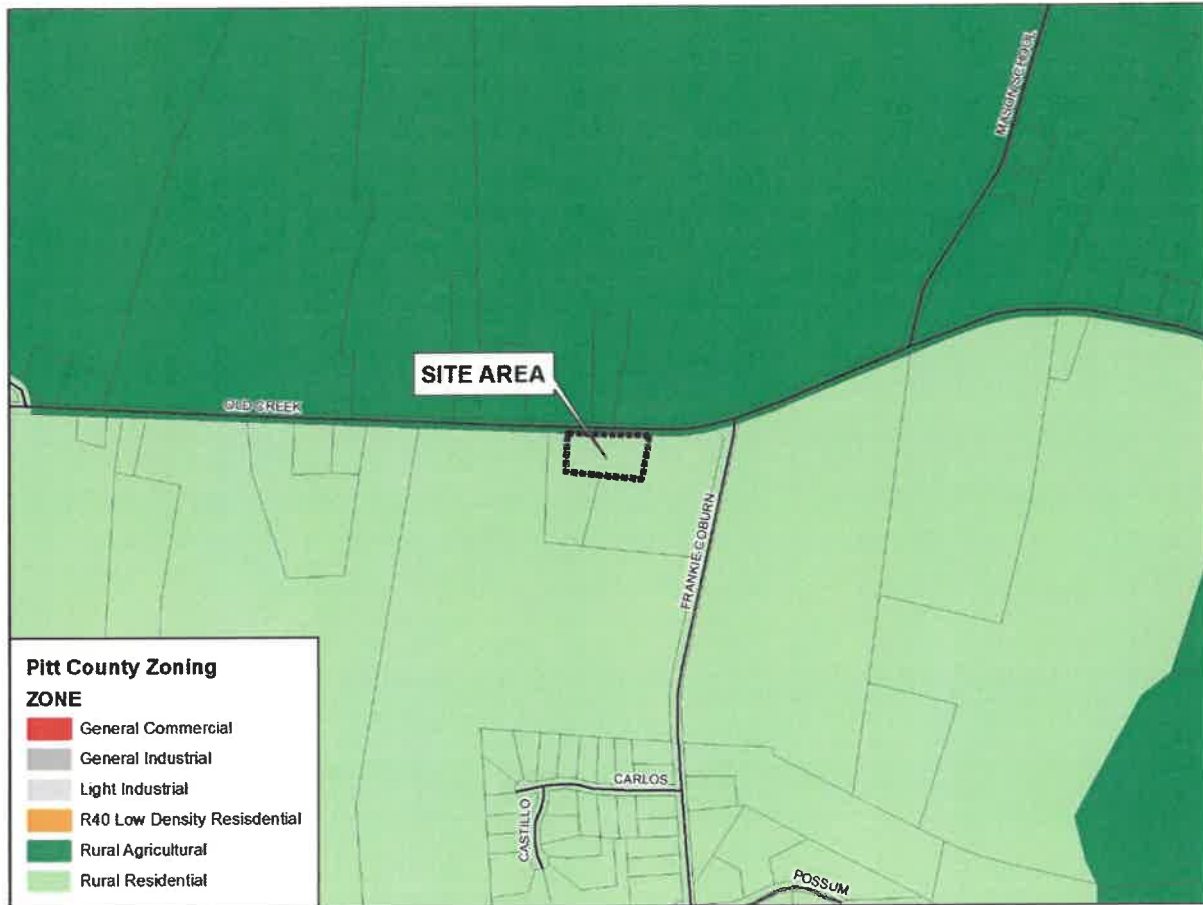 MASON SCHOOL
SITE AREA
OLD CREEK
FRANKIE COBURN
Pitt County Zoning
ZONE
General Commercial
General Industrial
Light Industrial
R40 Low Density Resisdential
Rural Agricultural
Rural Residential
CARLOS
CASTILLO
POSSUM